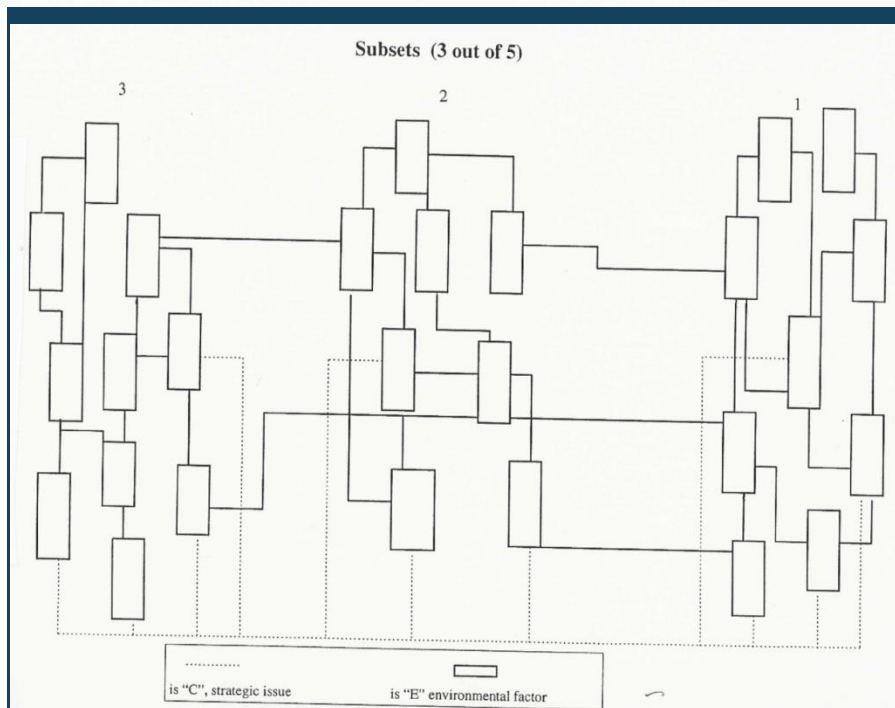 Subsets (3 out of 5)
3
2
1
is "C", strategic issue
is "E" environmental factor